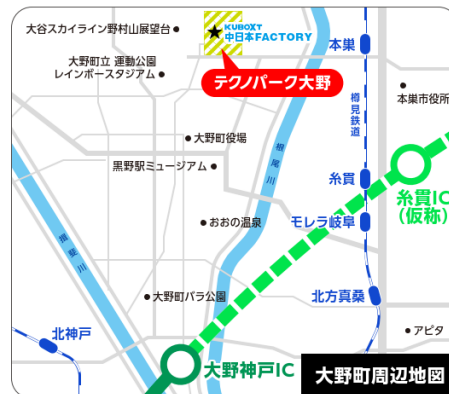 大谷スカイライン野村山展望台
KUBOXT
中日本FACTORY
本巣
大野町立 運動公園
レインボースタジアム
テクノパーク大野
本巣市役所
樽見鉄道
大野町役場
根尾川
黒野駅ミュージアム
糸貫
糸貫IC
(仮称)
おおの温泉
モレラ岐阜
揖斐川
大野町バラ公園
北方真桑
北神戸
アピタ
大野神戸IC
大野町周辺地図